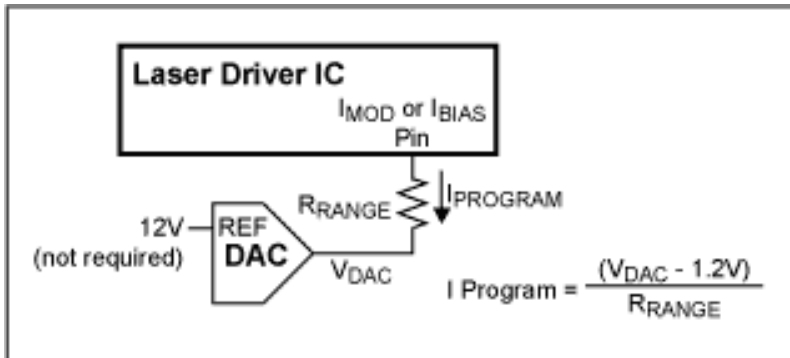 Laser Driver IC
IMOD or IBIAS
Pin
RRANGE
IPROGRAM
12V
(not required)
REF
DAC
VDAC
I Program = (VDAC - 1.2V)
RRANGE